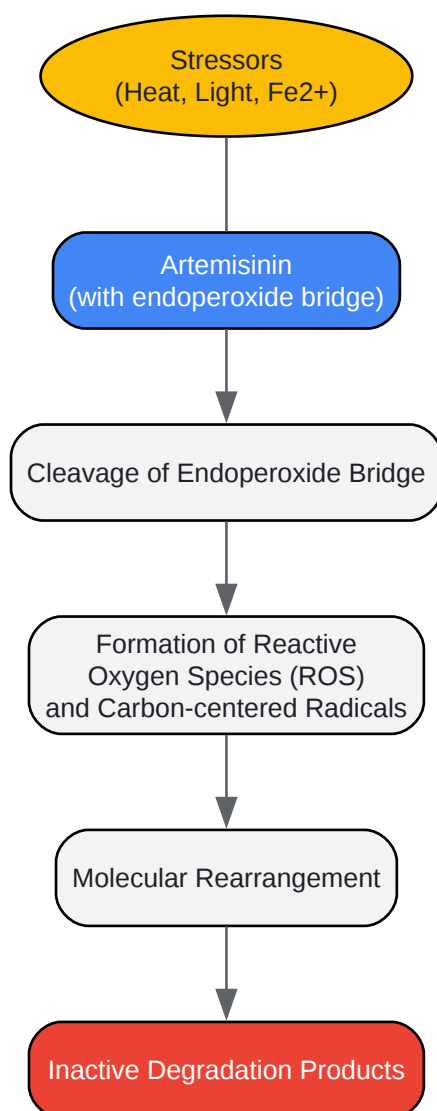 Stressors
(Heat, Light, Fe2+)
Artemisinin
(with endoperoxide bridge)
Cleavage of Endoperoxide Bridge
Formation of Reactive
Oxygen Species (ROS)
and Carbon-centered Radicals
Molecular Rearrangement
Inactive Degradation Products